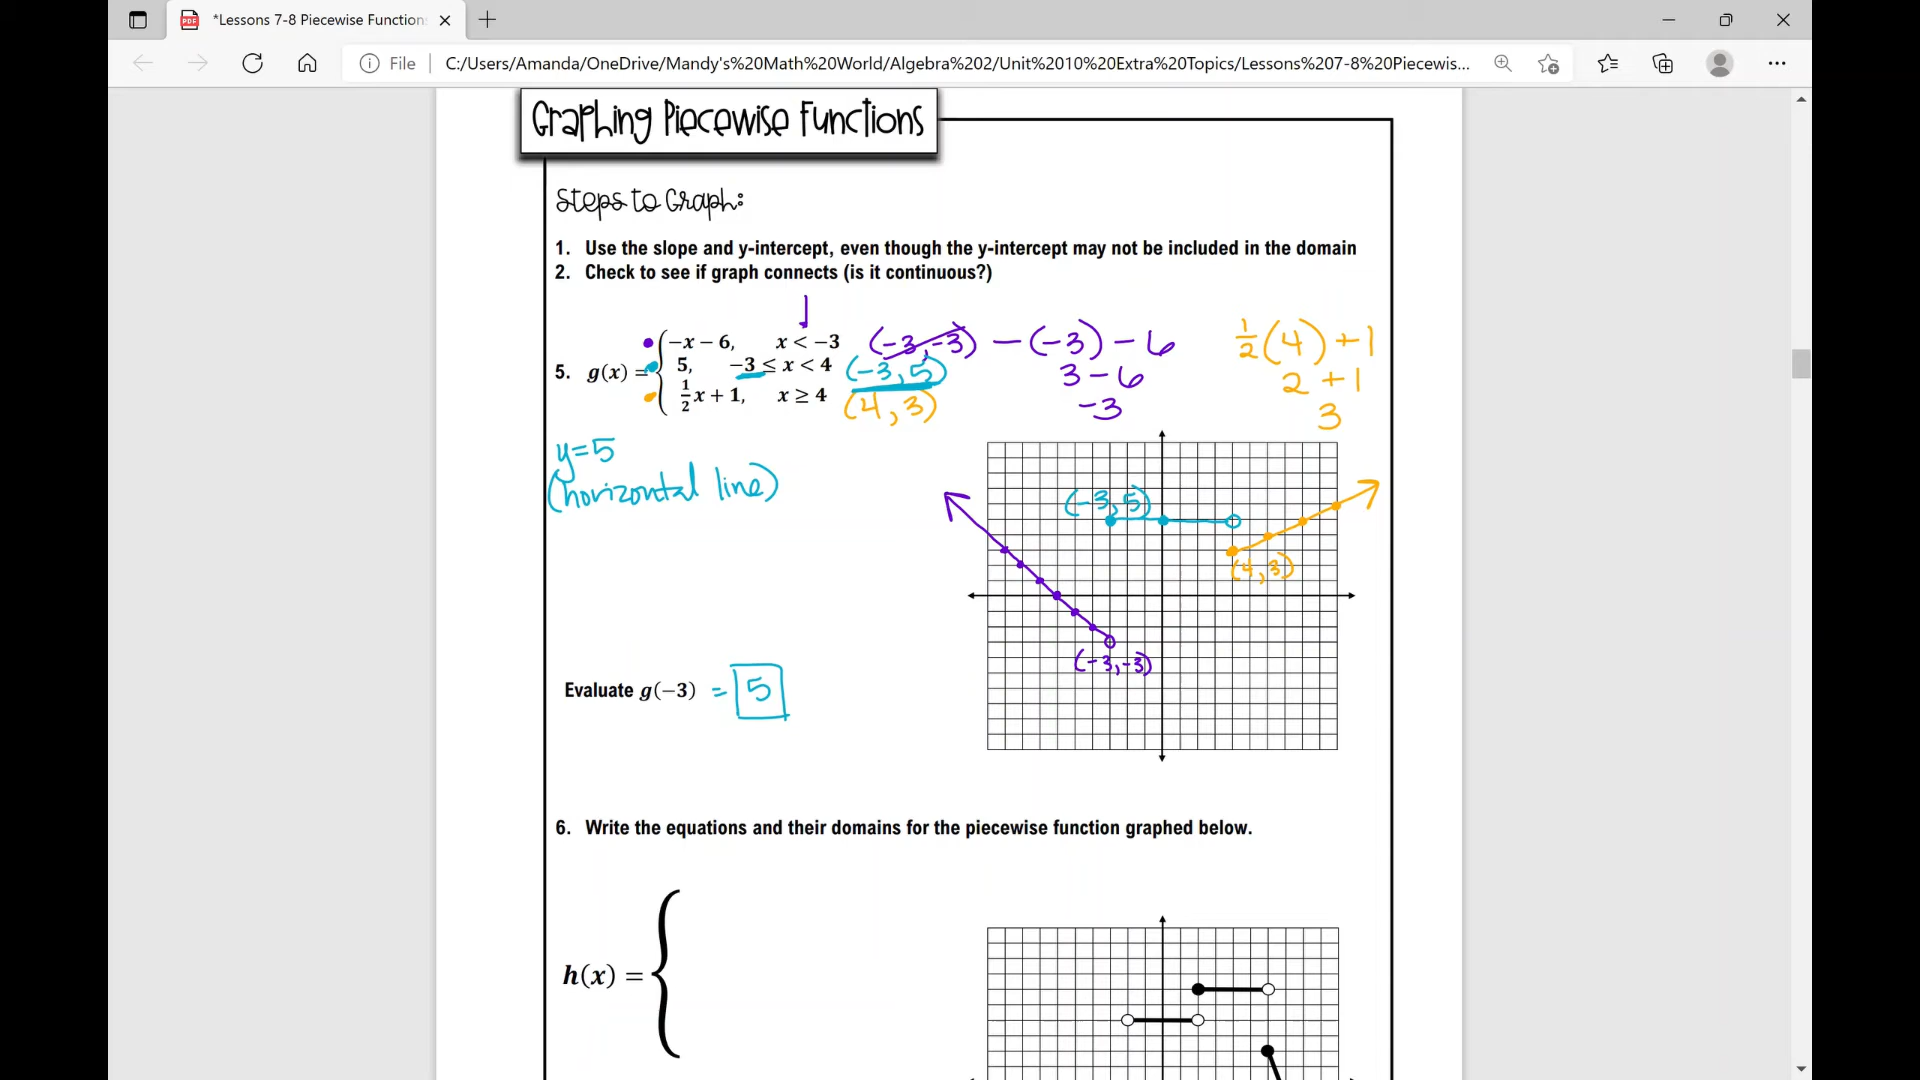 *Lessons 7-8 Piecewise Function
File
C:/Users/Amanda/OneDrive/Mandy's%20Math%20World/Algebra%202/Unit%2010%20Extra%20Topics/Lessons%207-8%20Piecewis...
Graphing Piecewise Functions
Steps to Graph:
1. Use the slope and y-intercept, even though the y-intercept may not be included in the domain
2. Check to see if graph connects (is it continuous?)
5. g(x) =
−x − 6, x < −3 (-3,-3) -(-3)-6 ½(4)+1
5, −3 ≤ x < 4 (-3,5) 3-6 2+1
½x + 1, x ≥ 4 (4,3) -3 3
y=5
(horizontal line)
(-3,5)
(4,3)
(-3,-3)
Evaluate g(−3) = 5
6. Write the equations and their domains for the piecewise function graphed below.
h(x) =